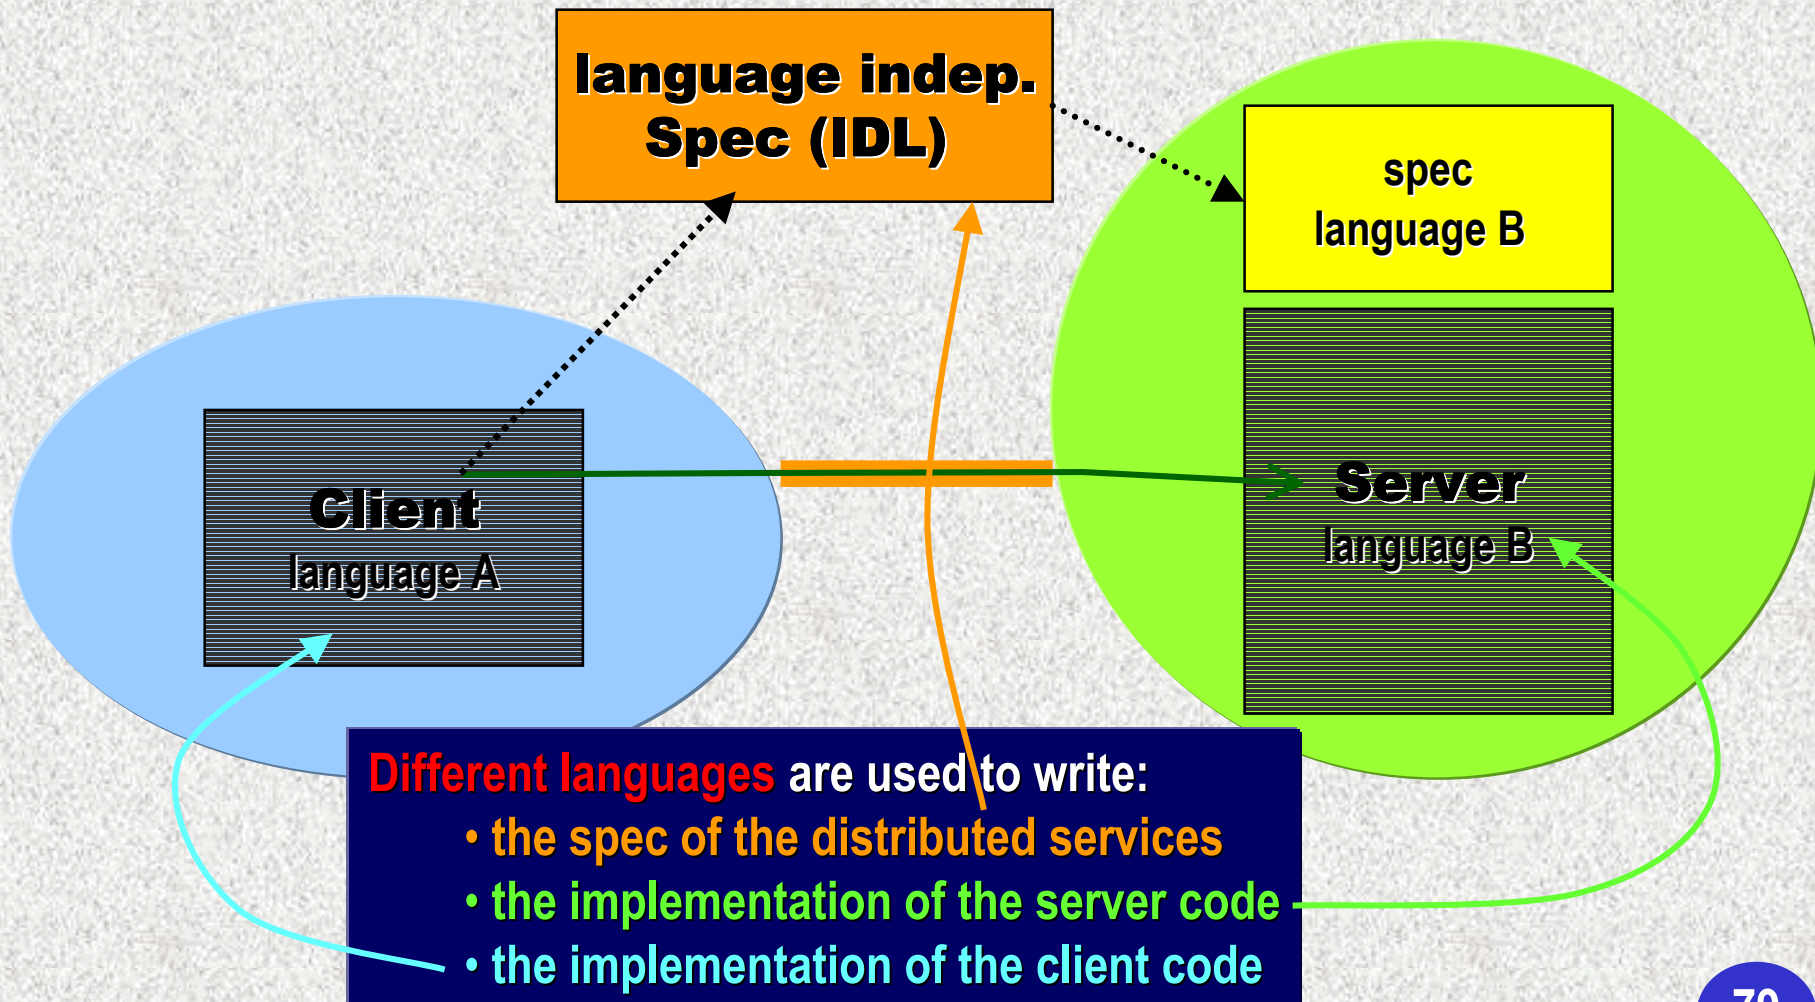 language indep.
Spec (IDL)
spec
language B
Client
language A
Server
language B
Different languages are used to write:
• the spec of the distributed services
• the implementation of the server code
• the implementation of the client code